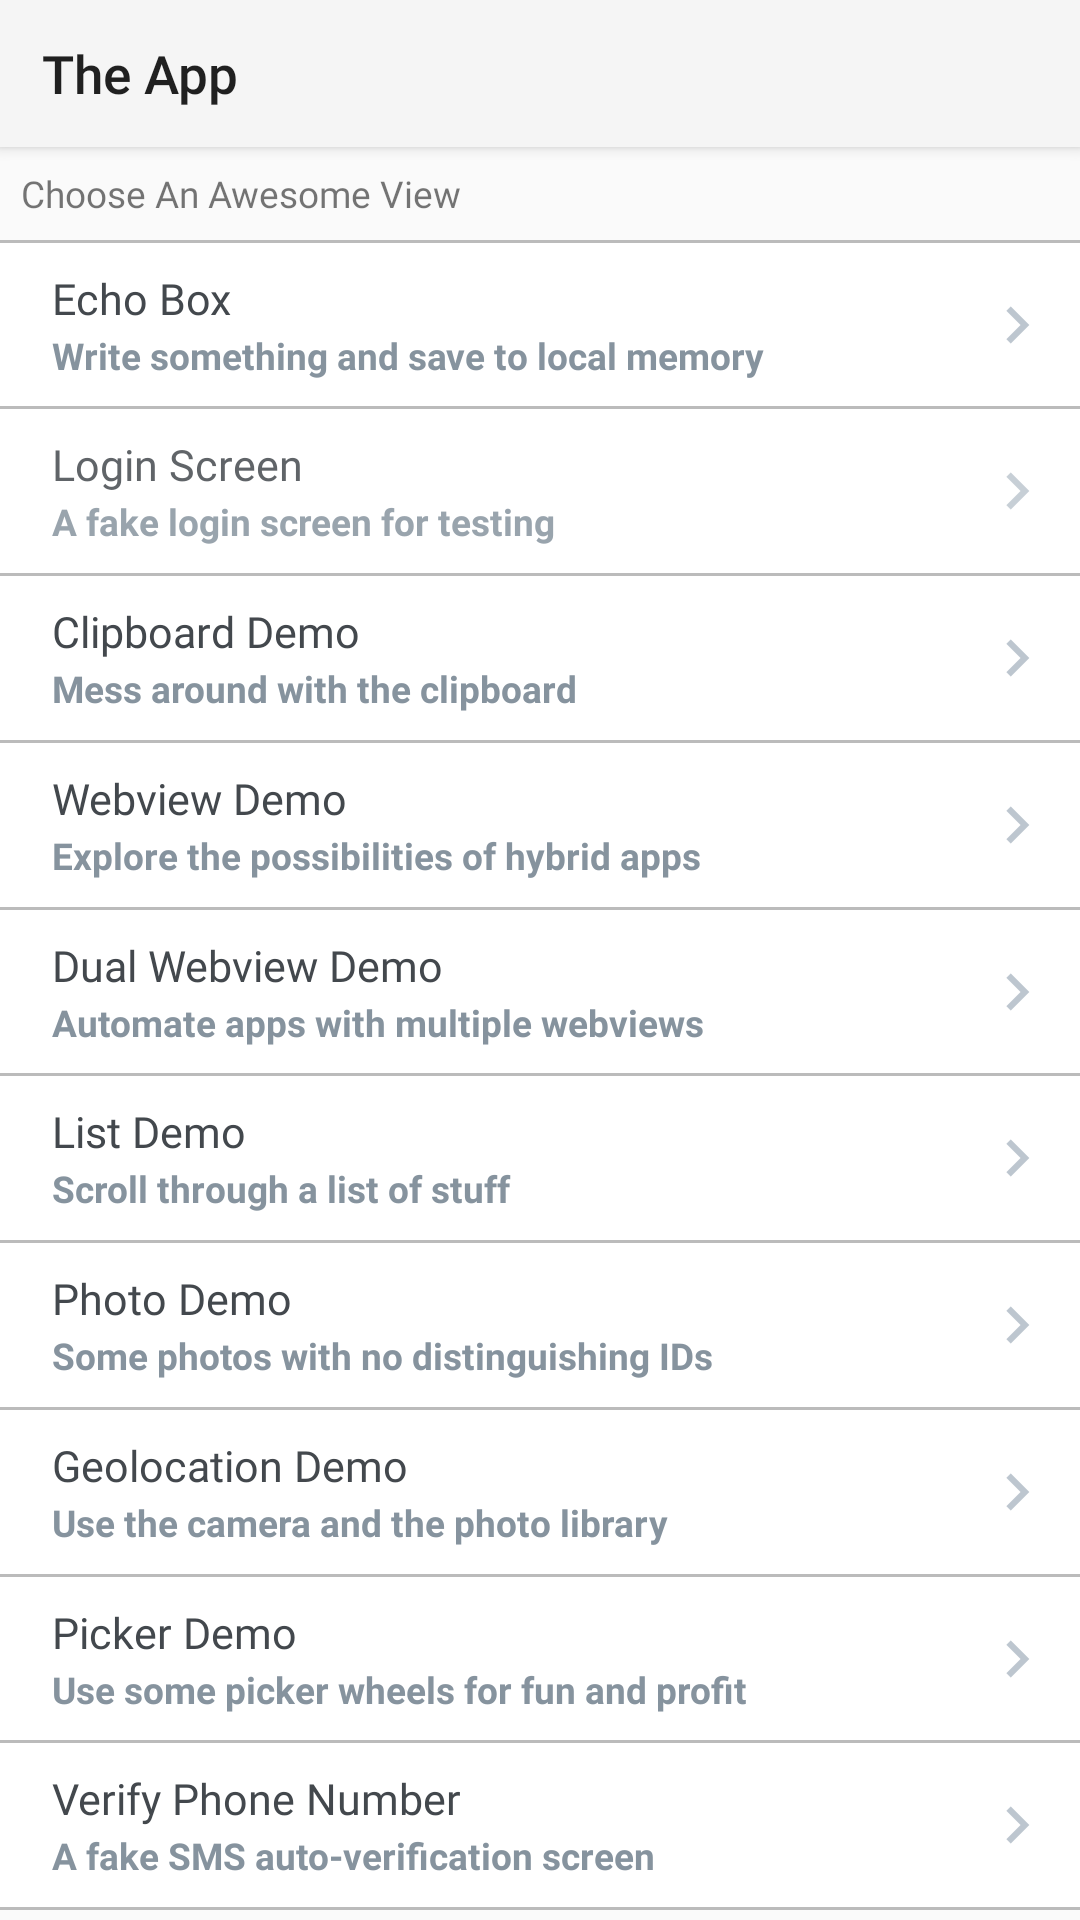 The App
Choose An Awesome View
Echo Box
Write something and save to local memory
Login Screen
A fake login screen for testing
Clipboard Demo
Mess around with the clipboard
Webview Demo
Explore the possibilities of hybrid apps
Dual Webview Demo
Automate apps with multiple webviews
List Demo
Scroll through a list of stuff
Photo Demo
Some photos with no distinguishing IDs
Geolocation Demo
Use the camera and the photo library
Picker Demo
Use some picker wheels for fun and profit
Verify Phone Number
A fake SMS auto-verification screen